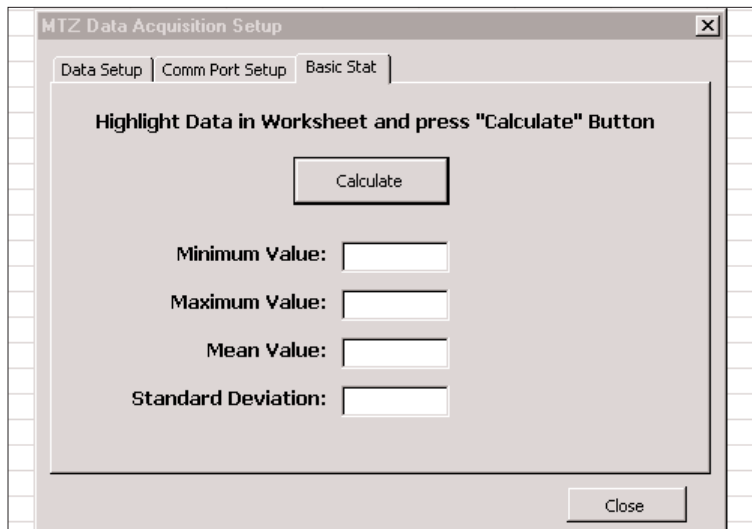 MTZ Data Acquisition Setup
Data Setup Comm Port Setup Basic Stat
Highlight Data in Worksheet and press "Calculate" Button
Calculate
Minimum Value:
Maximum Value:
Mean Value:
Standard Deviation:
Close